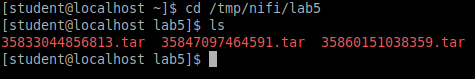 [student@localhost ~]$ cd /tmp/nifi/lab5
[student@localhost lab5]$ ls
35833044856813.tar  35847097464591.tar  35860151038359.tar
[student@localhost lab5]$